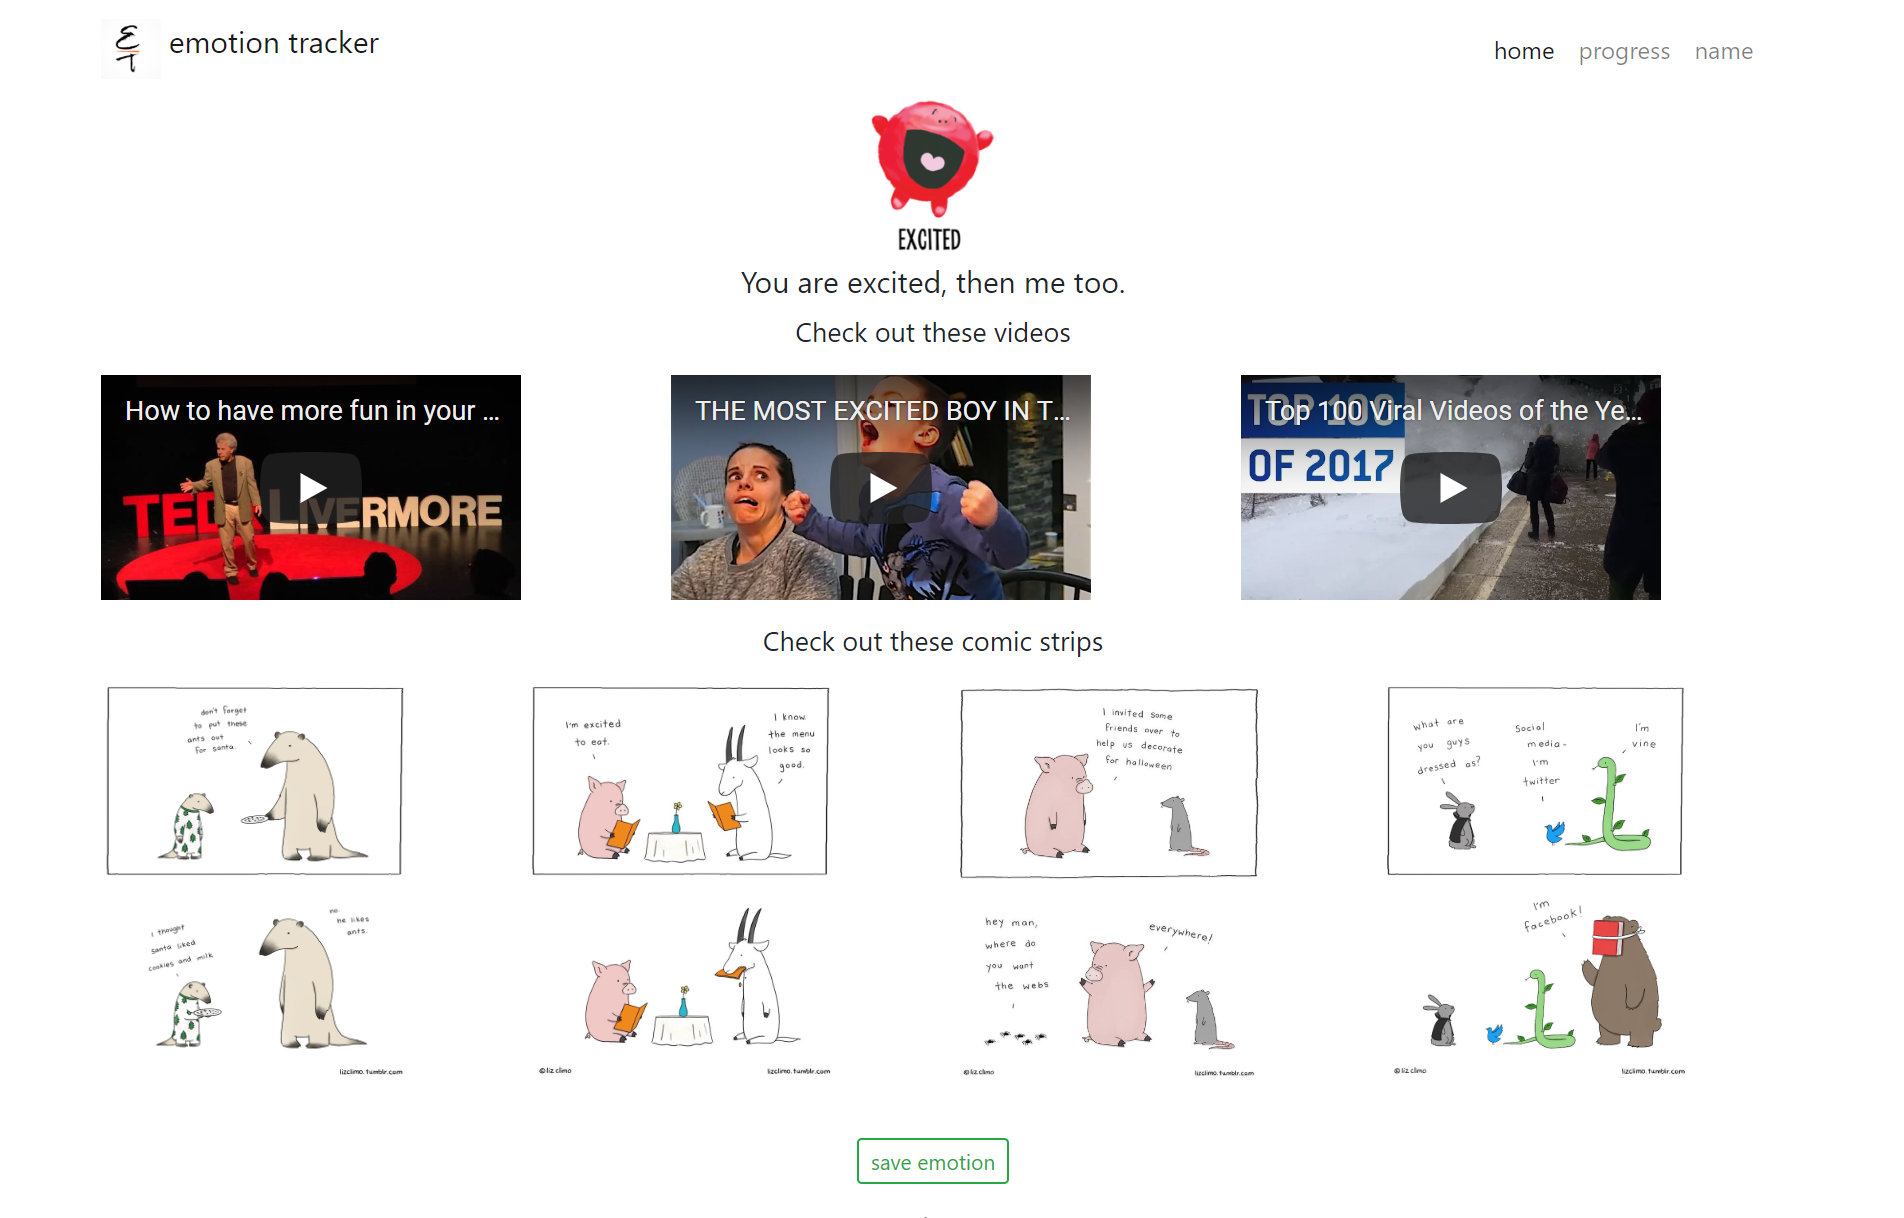 ET
emotion tracker
home progress name
EXCITED
You are excited, then me too.
Check out these videos
How to have more fun in your ...
TEDx LIVERMORE
THE MOST EXCITED BOY IN T...
Top 100 Viral Videos of the Ye...
TOP 100
OF 2017
Check out these comic strips
don't forget
to put these
ants out
for santa.
I thought
santa liked
cookies and milk
no.
he likes
ants.
lizclimo.tumblr.com
I'm excited
to eat.
I know.
the menu
looks so
good.
©liz climo
lizclimo.tumblr.com
I invited some
friends over to
help us decorate
for halloween
hey man,
where do
you want
the webs
everywhere!
©liz climo
lizclimo.tumblr.com
what are
you guys
dressed as?
Social
media-
I'm
twitter
I'm
vine
I'm
facebook!
©liz climo
lizclimo.tumblr.com
save emotion